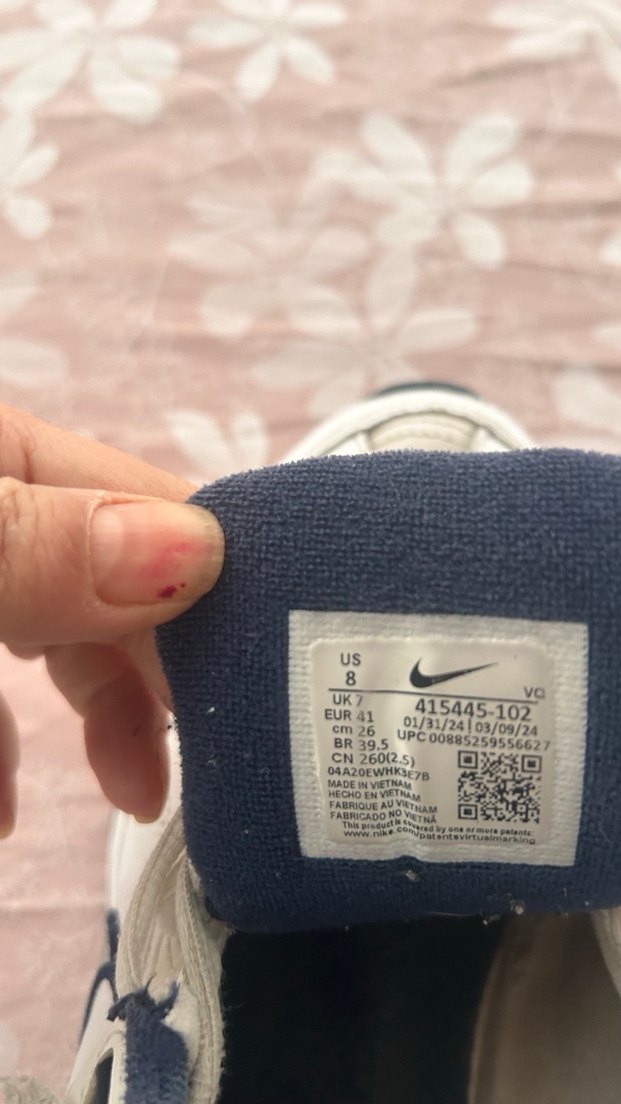 US
8
VQ
UK 7
415445-102
EUR 41
01/31/24 | 03/09/24
cm 26
UPC 00885259556627
BR 39.5
CN 260(2.5)
04A20EWHK3E7B
MADE IN VIETNAM
HECHO EN VIETNAM
FABRIQUE AU VIETNAM
FABRICADO NO VIETNÃ
This product is covered by one or more patents:
www.nike.com/patentsvirtualmarking